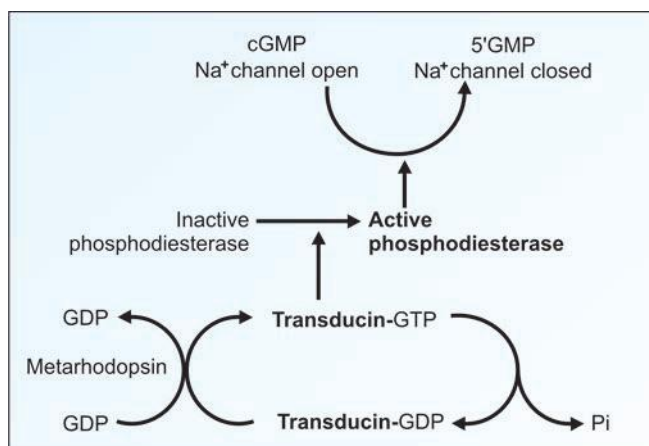 cGMP
Na+ channel open
5'GMP
Na+ channel closed
Inactive
phosphodiesterase
Active
phosphodiesterase
GDP
Transducin-GTP
Metarhodopsin
GDP
Transducin-GDP
Pi